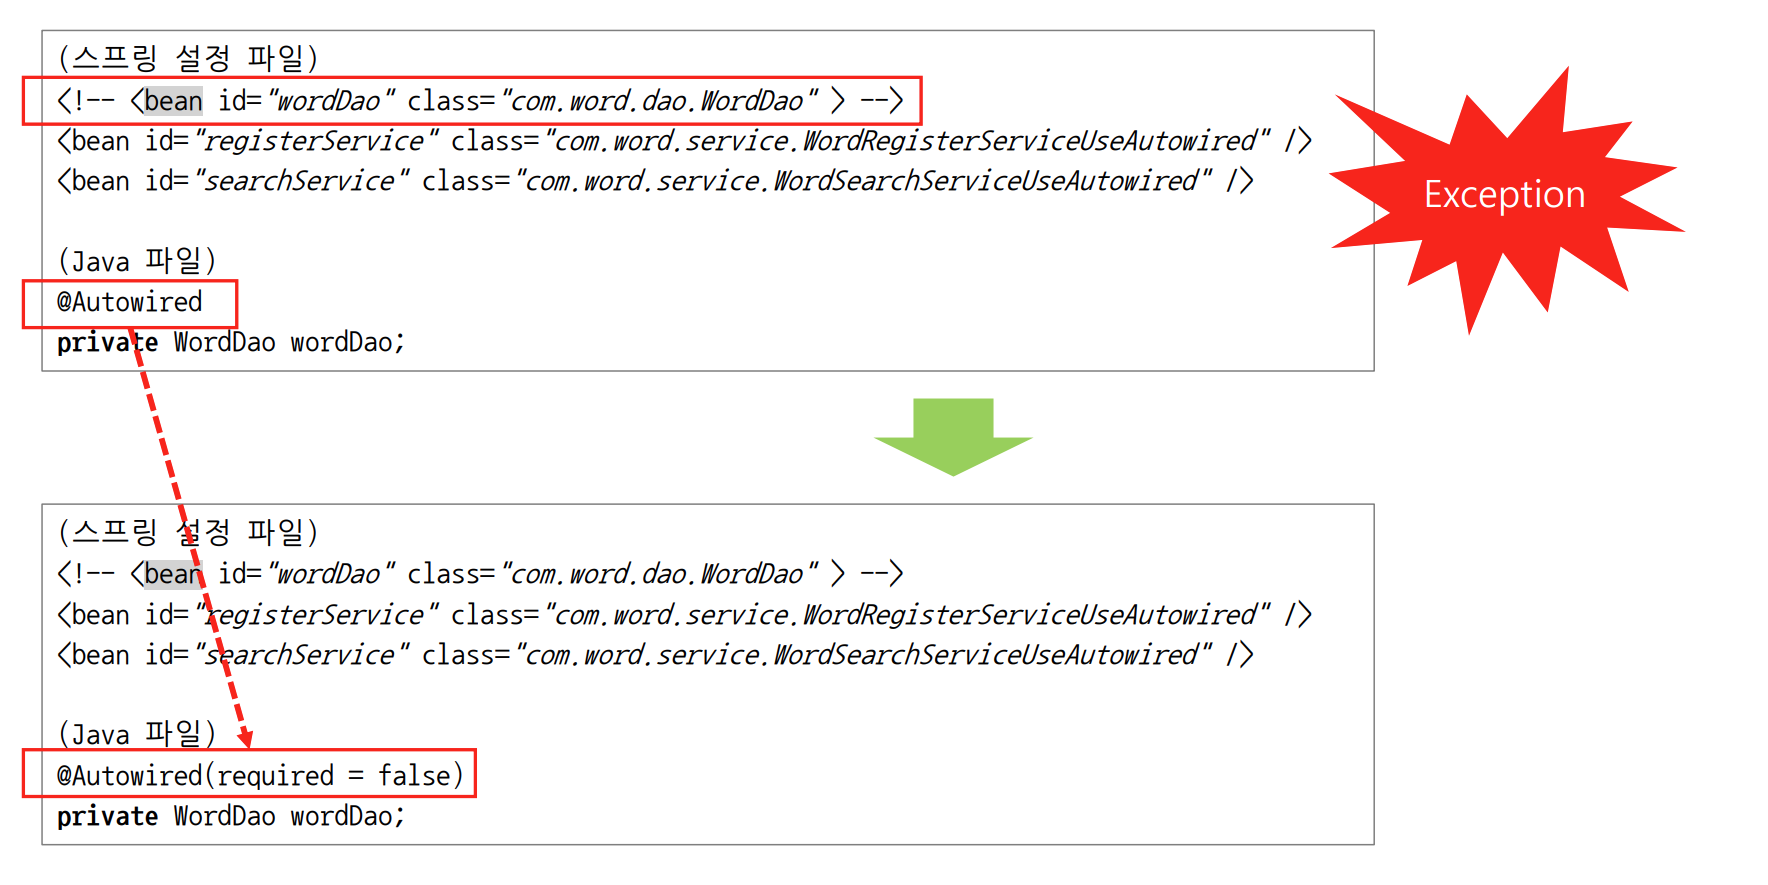 (스프링 설정 파일)
<!-- <bean id="wordDao" class="com.word.dao.WordDao" > -->
<bean id="registerService" class="com.word.service.WordRegisterServiceUseAutowired" />
<bean id="searchService" class="com.word.service.WordSearchServiceUseAutowired" />
Exception
(Java 파일)
@Autowired
private WordDao wordDao;
(스프링 설정 파일)
<!-- <bean id="wordDao" class="com.word.dao.WordDao" > -->
<bean id="registerService" class="com.word.service.WordRegisterServiceUseAutowired" />
<bean id="searchService" class="com.word.service.WordSearchServiceUseAutowired" />
(Java 파일)
@Autowired(required = false)
private WordDao wordDao;